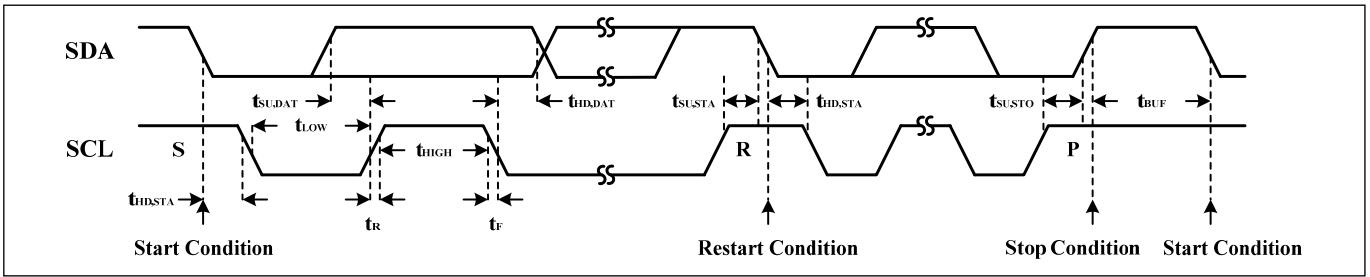 SDA
tSU,DAT tHD,DAT tSU,STA tHD,STA tSU,STO tBUF
tLOW
SCL S tHIGH R P
tHD,STA tR tF
Start Condition Restart Condition Stop Condition Start Condition